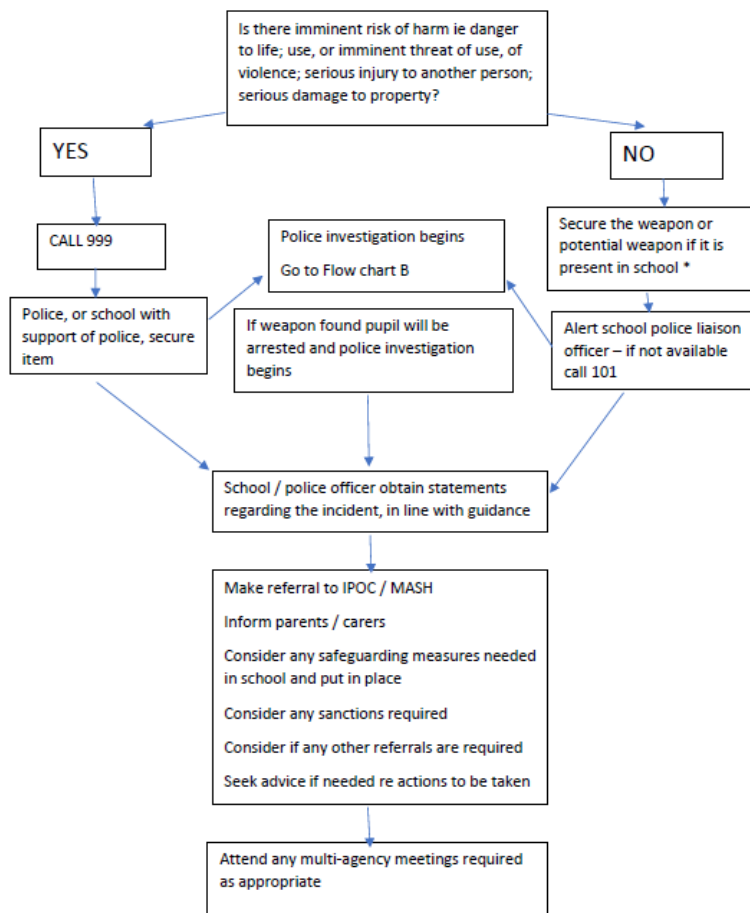 Is there imminent risk of harm ie danger
to life; use, or imminent threat of use, of
violence; serious injury to another person;
serious damage to property?
YES
NO
CALL 999
Police investigation begins
Go to Flow chart B
Secure the weapon or
potential weapon if it is
present in school *
Police, or school with
support of police, secure
item
If weapon found pupil will be
arrested and police investigation
begins
Alert school police liaison
officer – if not available
call 101
School / police officer obtain statements
regarding the incident, in line with guidance
Make referral to IPOC / MASH
Inform parents / carers
Consider any safeguarding measures needed
in school and put in place
Consider any sanctions required
Consider if any other referrals are required
Seek advice if needed re actions to be taken
Attend any multi-agency meetings required
as appropriate